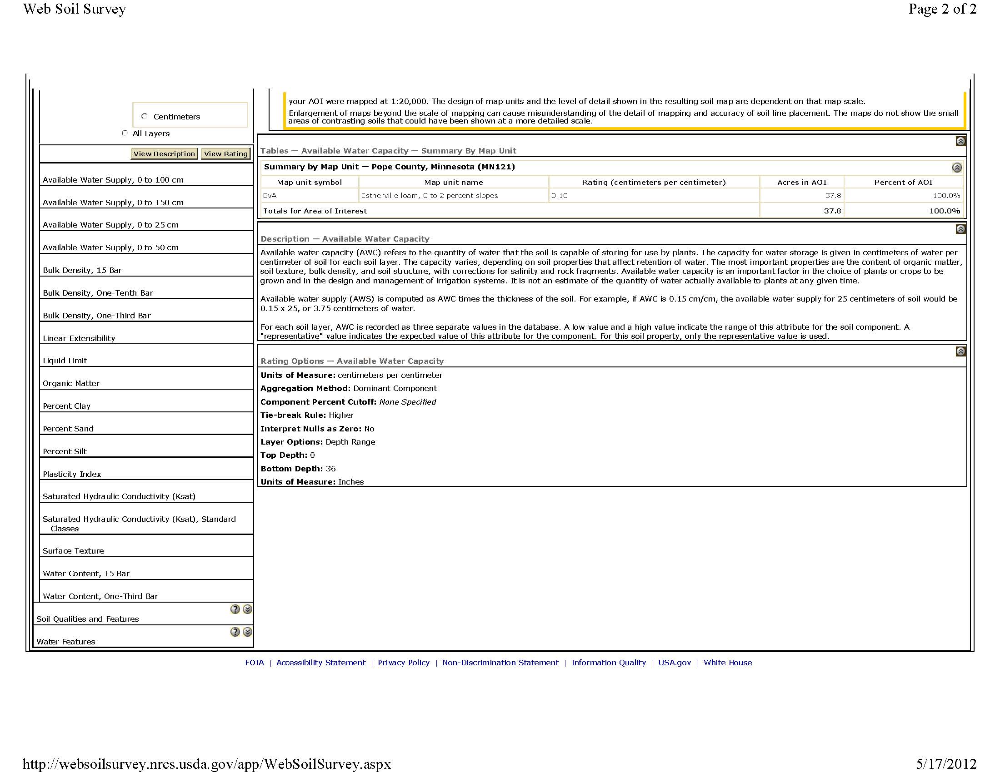 Web Soil Survey
Page 2 of 2
Centimeters
All Layers
View Description
View Rating
Available Water Supply, 0 to 100 cm
Available Water Supply, 0 to 150 cm
Available Water Supply, 0 to 25 cm
Available Water Supply, 0 to 50 cm
Bulk Density, 15 Bar
Bulk Density, One-Tenth Bar
Bulk Density, One-Third Bar
Linear Extensibility
Liquid Limit
Organic Matter
Percent Clay
Percent Sand
Percent Silt
Plasticity Index
Saturated Hydraulic Conductivity (Ksat)
Saturated Hydraulic Conductivity (Ksat), Standard
Classes
Surface Texture
Water Content, 15 Bar
Water Content, One-Third Bar
Soil Qualities and Features
Water Features
your AOI were mapped at 1:20,000. The design of map units and the level of detail shown in the resulting soil map are dependent on that map scale.
Enlargement of maps beyond the scale of mapping can cause misunderstanding of the detail of mapping and accuracy of soil line placement. The maps do not show the small
areas of contrasting soils that could have been shown at a more detailed scale.
Tables — Available Water Capacity — Summary By Map Unit
Summary by Map Unit — Pope County, Minnesota (MN121)
Map unit symbol Map unit name Rating (centimeters per centimeter) Acres in AOI Percent of AOI
EvA Estherville loam, 0 to 2 percent slopes 0.10 37.8 100.0%
Totals for Area of Interest 37.8 100.0%
Description — Available Water Capacity
Available water capacity (AWC) refers to the quantity of water that the soil is capable of storing for use by plants. The capacity for water storage is given in centimeters of water per
centimeter of soil for each soil layer. The capacity varies, depending on soil properties that affect retention of water. The most important properties are the content of organic matter,
soil texture, bulk density, and soil structure, with corrections for salinity and rock fragments. Available water capacity is an important factor in the choice of plants or crops to be
grown and in the design and management of irrigation systems. It is not an estimate of the quantity of water actually available to plants at any given time.
Available water supply (AWS) is computed as AWC times the thickness of the soil. For example, if AWC is 0.15 cm/cm, the available water supply for 25 centimeters of soil would be
0.15 x 25, or 3.75 centimeters of water.
For each soil layer, AWC is recorded as three separate values in the database. A low value and a high value indicate the range of this attribute for the soil component. A
"representative" value indicates the expected value of this attribute for the component. For this soil property, only the representative value is used.
Rating Options — Available Water Capacity
Units of Measure: centimeters per centimeter
Aggregation Method: Dominant Component
Component Percent Cutoff: None Specified
Tie-break Rule: Higher
Interpret Nulls as Zero: No
Layer Options: Depth Range
Top Depth: 0
Bottom Depth: 36
Units of Measure: Inches
FOIA | Accessibility Statement | Privacy Policy | Non-Discrimination Statement | Information Quality | USA.gov | White House
http://websoilsurvey.nrcs.usda.gov/app/WebSoilSurvey.aspx
5/17/2012